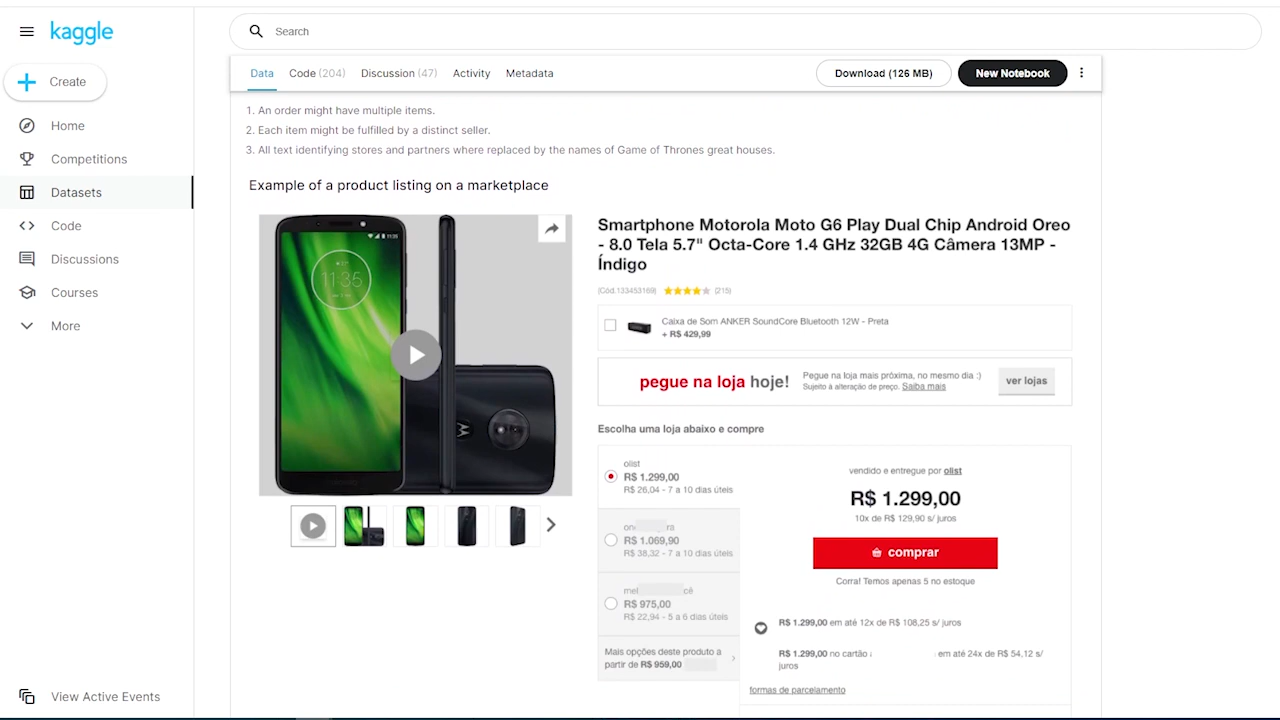 kaggle
Search
Create
Home
Competitions
Datasets
Code
Discussions
Courses
More
View Active Events
Data
Code (204)
Discussion (47)
Activity
Metadata
Download (126 MB)
New Notebook
1. An order might have multiple items.
2. Each item might be fulfilled by a distinct seller.
3. All text identifying stores and partners where replaced by the names of Game of Thrones great houses.
Example of a product listing on a marketplace
11:35
Smartphone Motorola Moto G6 Play Dual Chip Android Oreo
- 8.0 Tela 5.7" Octa-Core 1.4 GHz 32GB 4G Câmera 13MP -
Índigo
(Cód.133453169)
(215)
Caixa de Som ANKER SoundCore Bluetooth 12W - Preta
+ R$ 429,99
pegue na loja hoje!
Pegue na loja mais próxima, no mesmo dia :)
Sujeito à alteração de preço. Saiba mais
ver lojas
Escolha uma loja abaixo e compre
olist
R$ 1.299,00
R$ 26,04 - 7 a 10 dias úteis
R$ 1.069,90
R$ 38,32 - 7 a 10 dias úteis
R$ 975,00
R$ 22,94 - 5 a 6 dias úteis
Mais opções deste produto a
partir de R$ 959,00
vendido e entregue por olist
R$ 1.299,00
10x de R$ 129,90 s/ juros
comprar
Corra! Temos apenas 5 no estoque
R$ 1.299,00 em até 12x de R$ 108,25 s/ juros
R$ 1.299,00 no cartão
em até 24x de R$ 54,12 s/
juros
formas de parcelamento